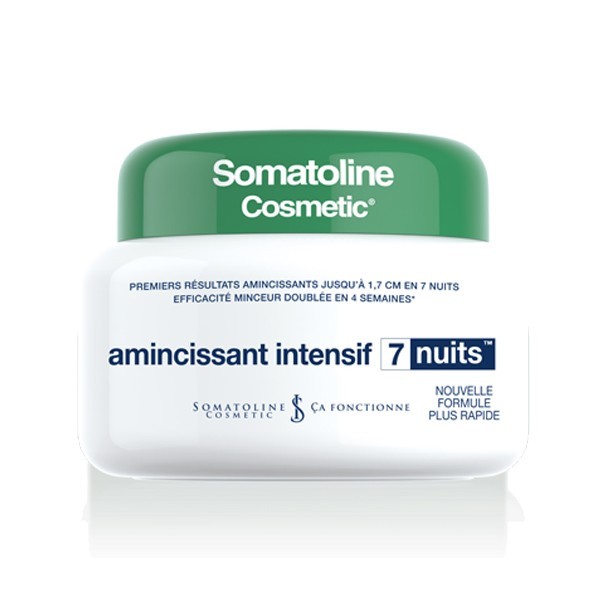 Somatoline
Cosmetic®
PREMIERS RÉSULTATS AMINCISSANTS JUSQU'À 1,7 CM EN 7 NUITS
EFFICACITÉ MINCEUR DOUBLÉE EN 4 SEMAINES*
amincissant intensif 7 nuits™
NOUVELLE
FORMULE
PLUS RAPIDE
SOMATOLINE
COSMETIC
ÇA FONCTIONNE